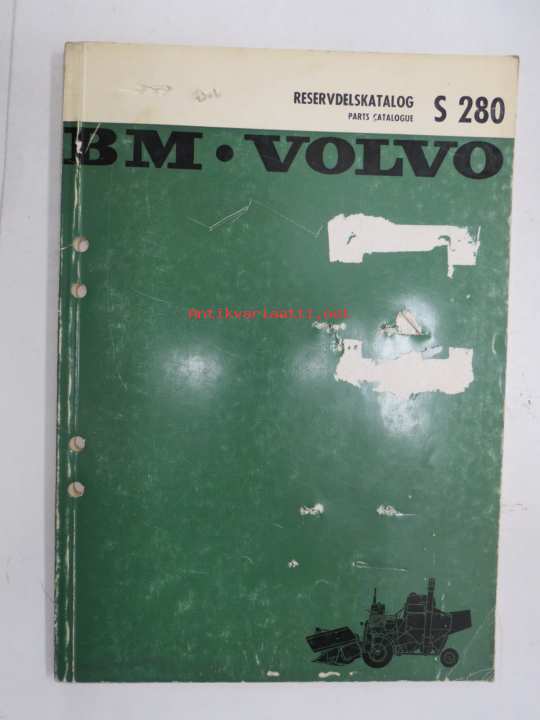 RESERVDELSKATALOG S 280
PARTS CATALOGUE
BM • VOLVO
Antikvariaatti.net